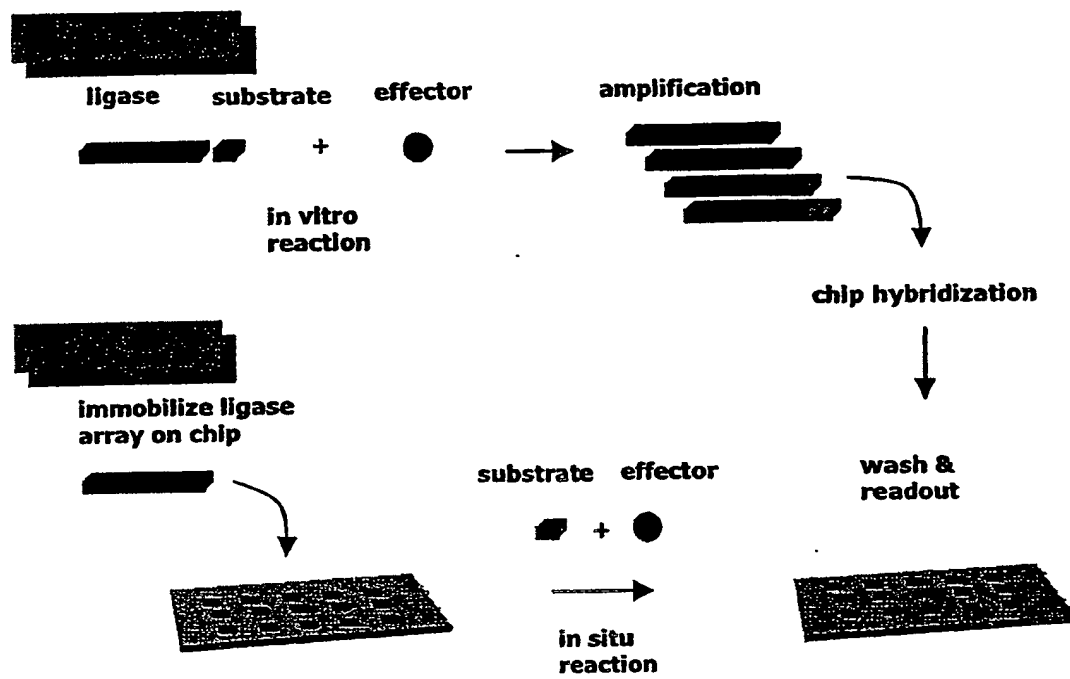 ligase substrate effector amplification
+
in vitro
reaction
chip hybridization
immobilize ligase
array on chip
substrate effector
+
wash &
readout
in situ
reaction